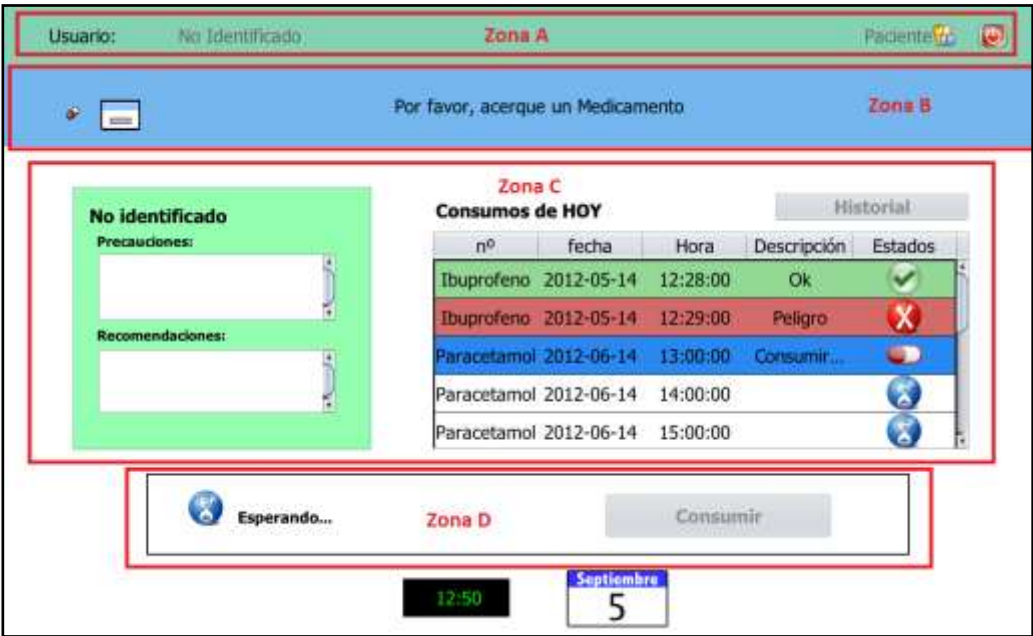 Usuario: No Identificado Zona A Paciente
Por favor, acerque un Medicamento Zona B
Zona C
No identificado
Precauciones:
Recomendaciones:
Consumos de HOY Historial
nº fecha Hora Descripción Estados
Ibuprofeno 2012-05-14 12:28:00 Ok
Ibuprofeno 2012-05-14 12:29:00 Peligro
Paracetamol 2012-06-14 13:00:00 Consumir...
Paracetamol 2012-06-14 14:00:00
Paracetamol 2012-06-14 15:00:00
Esperando... Zona D Consumir
12:50
Septiembre
5